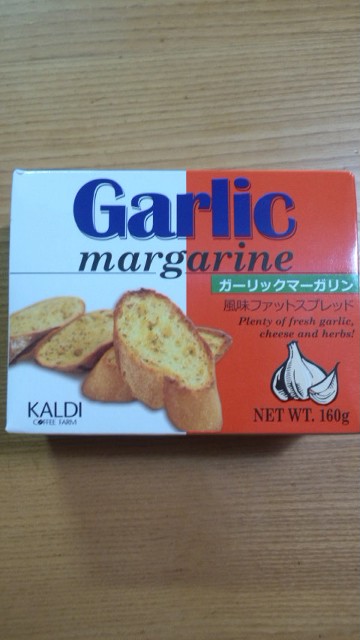 Garlic
margarine
ガーリックマーガリン
風味ファットスプレッド
Plenty of fresh garlic,
cheese and herbs!
KALDI
COFFEE FARM
NET WT. 160g